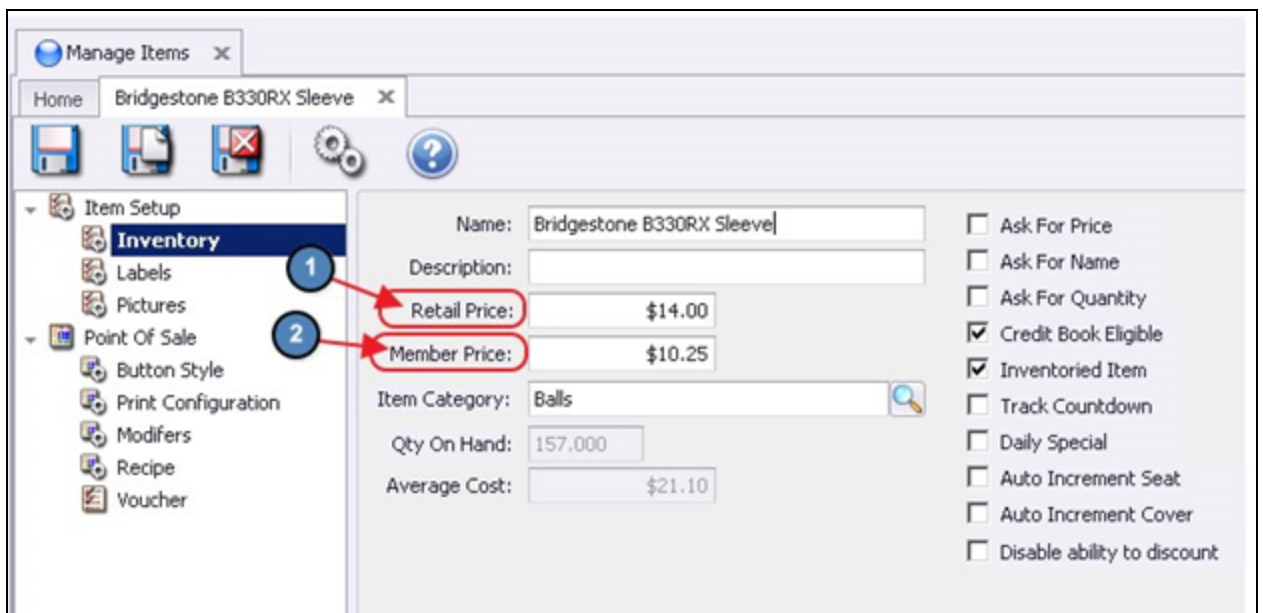 Manage Items
Home Bridgestone B330RX Sleeve
Item Setup
Inventory
Labels
Pictures
Point Of Sale
Button Style
Print Configuration
Modifers
Recipe
Voucher
1
2
Name: Bridgestone B330RX Sleeve
Description:
Retail Price: $14.00
Member Price: $10.25
Item Category: Balls
Qty On Hand: 157.000
Average Cost: $21.10
Ask For Price
Ask For Name
Ask For Quantity
Credit Book Eligible
Inventoried Item
Track Countdown
Daily Special
Auto Increment Seat
Auto Increment Cover
Disable ability to discount